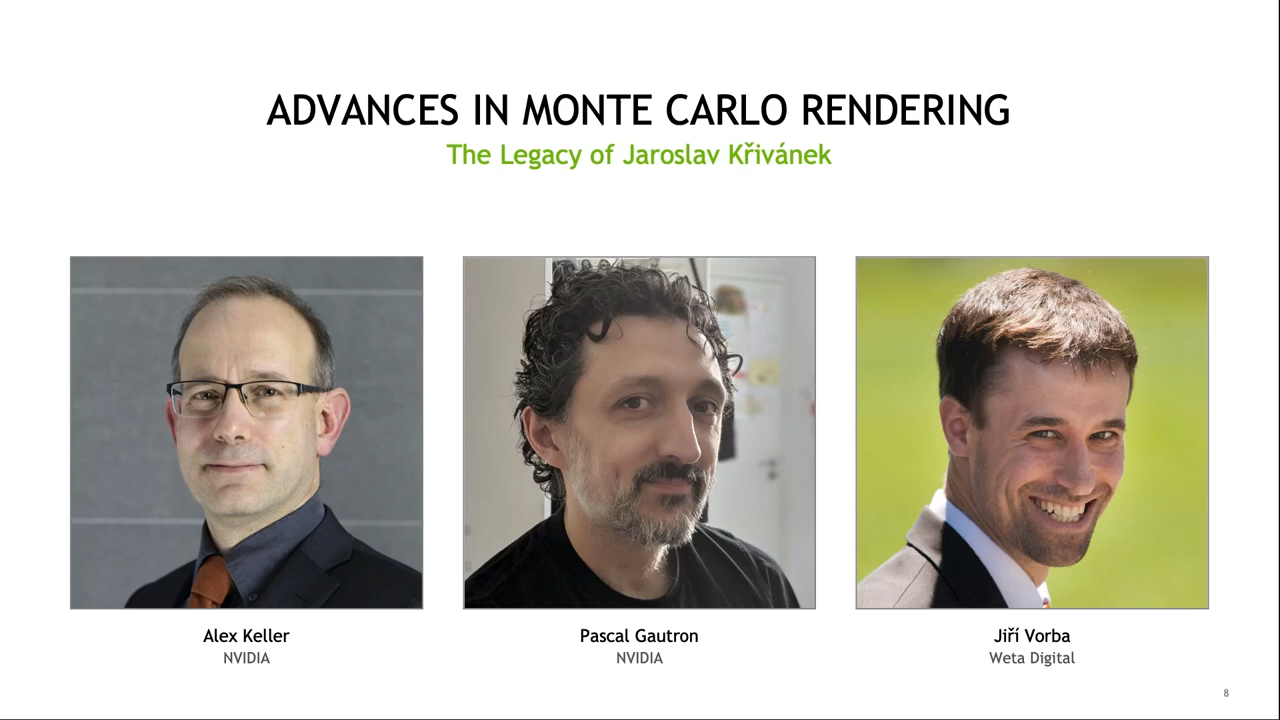 ADVANCES IN MONTE CARLO RENDERING
The Legacy of Jaroslav Křivánek
Alex Keller
NVIDIA
Pascal Gautron
NVIDIA
Jiří Vorba
Weta Digital
8